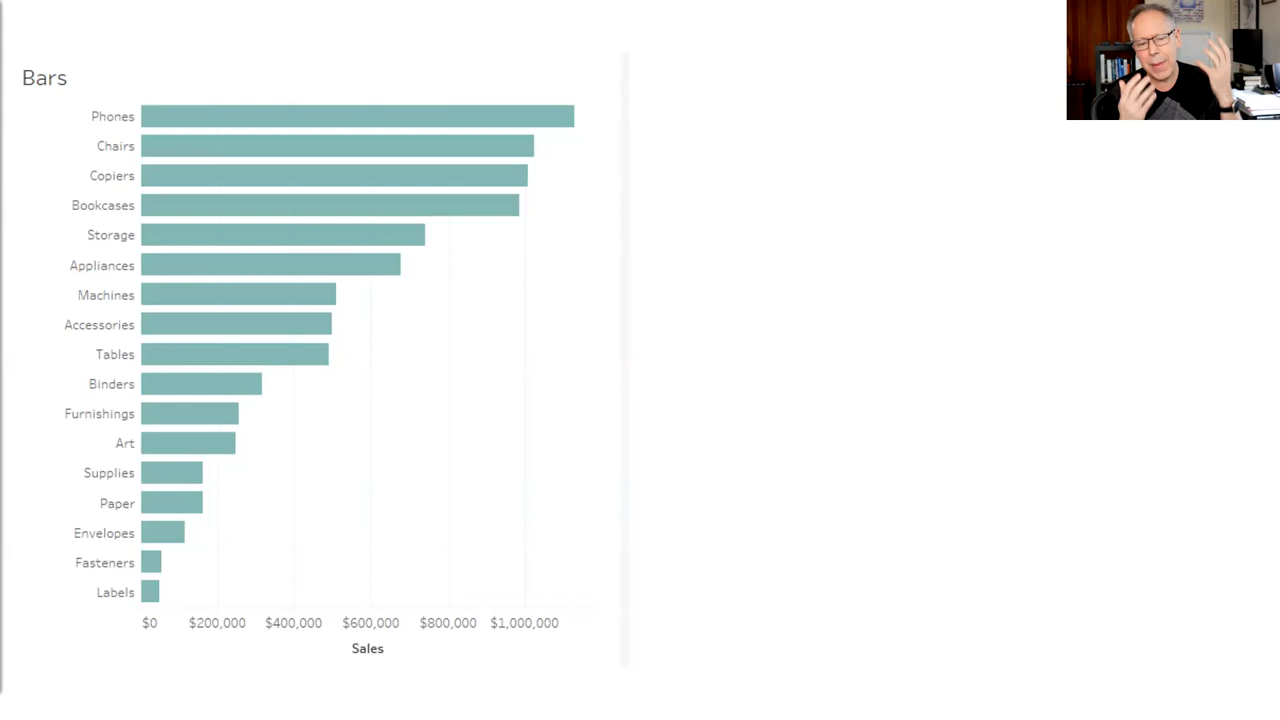 Bars
Phones
Chairs
Copiers
Bookcases
Storage
Appliances
Machines
Accessories
Tables
Binders
Furnishings
Art
Supplies
Paper
Envelopes
Fasteners
Labels
$0 $200,000 $400,000 $600,000 $800,000 $1,000,000
Sales